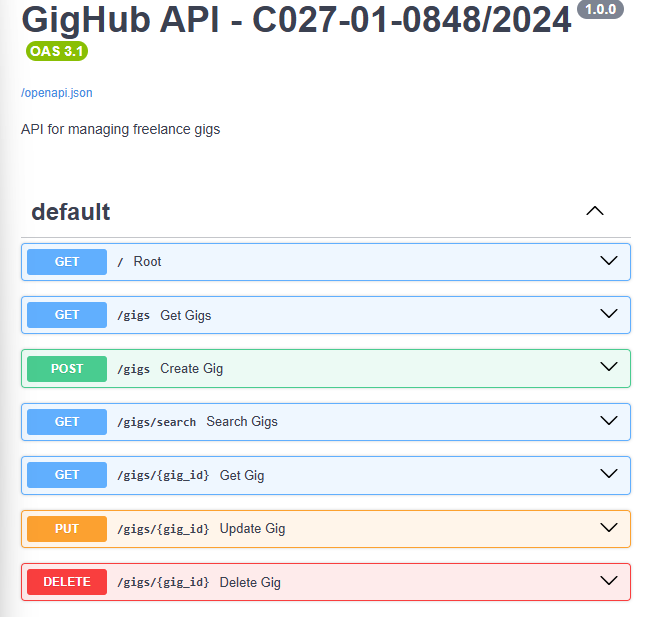 GigHub API - C027-01-0848/2024 1.0.0
OAS 3.1
/openapi.json
API for managing freelance gigs
default
GET / Root
GET /gigs Get Gigs
POST /gigs Create Gig
GET /gigs/search Search Gigs
GET /gigs/{gig_id} Get Gig
PUT /gigs/{gig_id} Update Gig
DELETE /gigs/{gig_id} Delete Gig